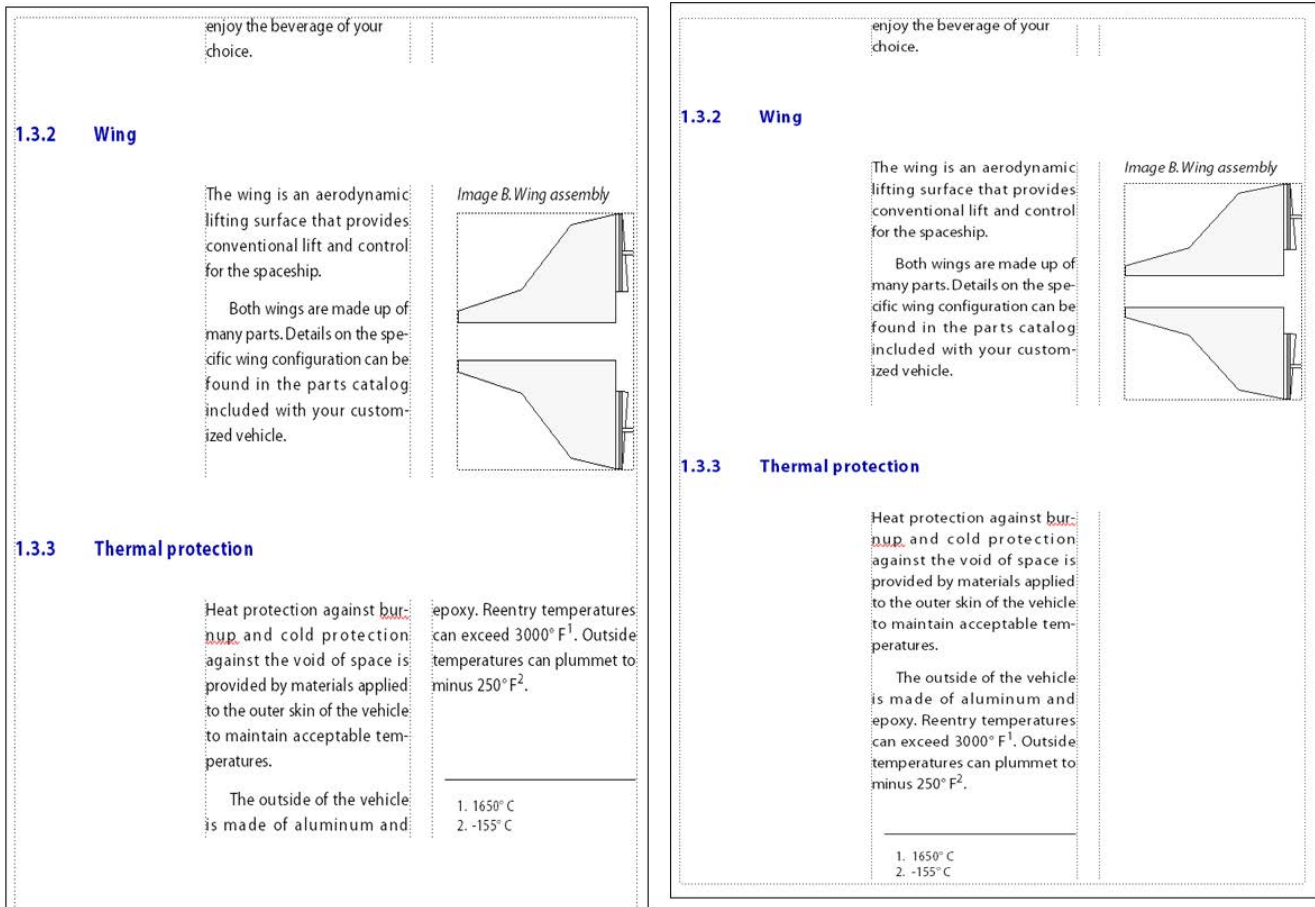 enjoy the beverage of your
choice.
1.3.2 Wing
The wing is an aerodynamic
lifting surface that provides
conventional lift and control
for the spaceship.
Both wings are made up of
many parts. Details on the spe-
cific wing configuration can be
found in the parts catalog
included with your custom-
ized vehicle.
Image B. Wing assembly
1.3.3 Thermal protection
Heat protection against bur-
nup and cold protection
against the void of space is
provided by materials applied
to the outer skin of the vehicle
to maintain acceptable tem-
peratures.
The outside of the vehicle
is made of aluminum and
epoxy. Reentry temperatures
can exceed 3000° F1. Outside
temperatures can plummet to
minus 250° F2.
1. 1650° C
2. -155° C
enjoy the beverage of your
choice.
1.3.2 Wing
The wing is an aerodynamic
lifting surface that provides
conventional lift and control
for the spaceship.
Both wings are made up of
many parts. Details on the spe-
cific wing configuration can be
found in the parts catalog
included with your custom-
ized vehicle.
Image B. Wing assembly
1.3.3 Thermal protection
Heat protection against bur-
nup and cold protection
against the void of space is
provided by materials applied
to the outer skin of the vehicle
to maintain acceptable tem-
peratures.
The outside of the vehicle
is made of aluminum and
epoxy. Reentry temperatures
can exceed 3000° F1. Outside
temperatures can plummet to
minus 250° F2.
1. 1650° C
2. -155° C